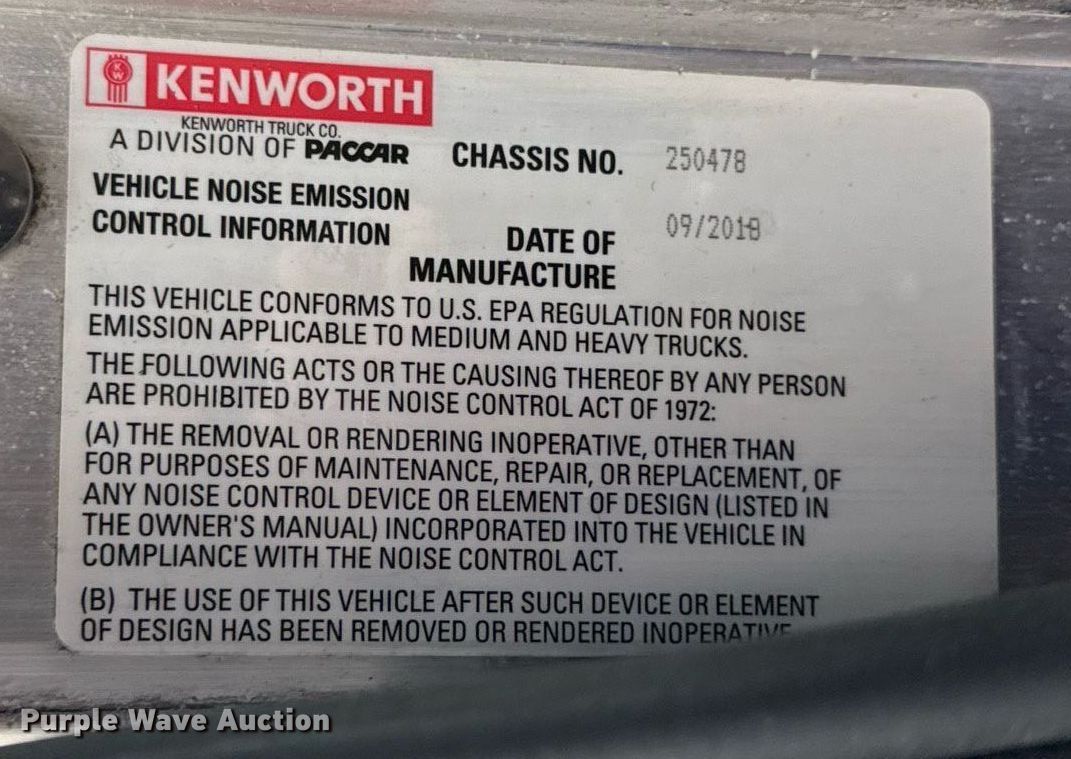 KW KENWORTH
KENWORTH TRUCK CO.
A DIVISION OF PACCAR
CHASSIS NO. 250478
VEHICLE NOISE EMISSION
CONTROL INFORMATION
DATE OF 09/2018
MANUFACTURE
THIS VEHICLE CONFORMS TO U.S. EPA REGULATION FOR NOISE
EMISSION APPLICABLE TO MEDIUM AND HEAVY TRUCKS.
THE FOLLOWING ACTS OR THE CAUSING THEREOF BY ANY PERSON
ARE PROHIBITED BY THE NOISE CONTROL ACT OF 1972:
(A) THE REMOVAL OR RENDERING INOPERATIVE, OTHER THAN
FOR PURPOSES OF MAINTENANCE, REPAIR, OR REPLACEMENT, OF
ANY NOISE CONTROL DEVICE OR ELEMENT OF DESIGN (LISTED IN
THE OWNER'S MANUAL) INCORPORATED INTO THE VEHICLE IN
COMPLIANCE WITH THE NOISE CONTROL ACT.
(B) THE USE OF THIS VEHICLE AFTER SUCH DEVICE OR ELEMENT
OF DESIGN HAS BEEN REMOVED OR RENDERED INOPERATIVE
Purple Wave Auction